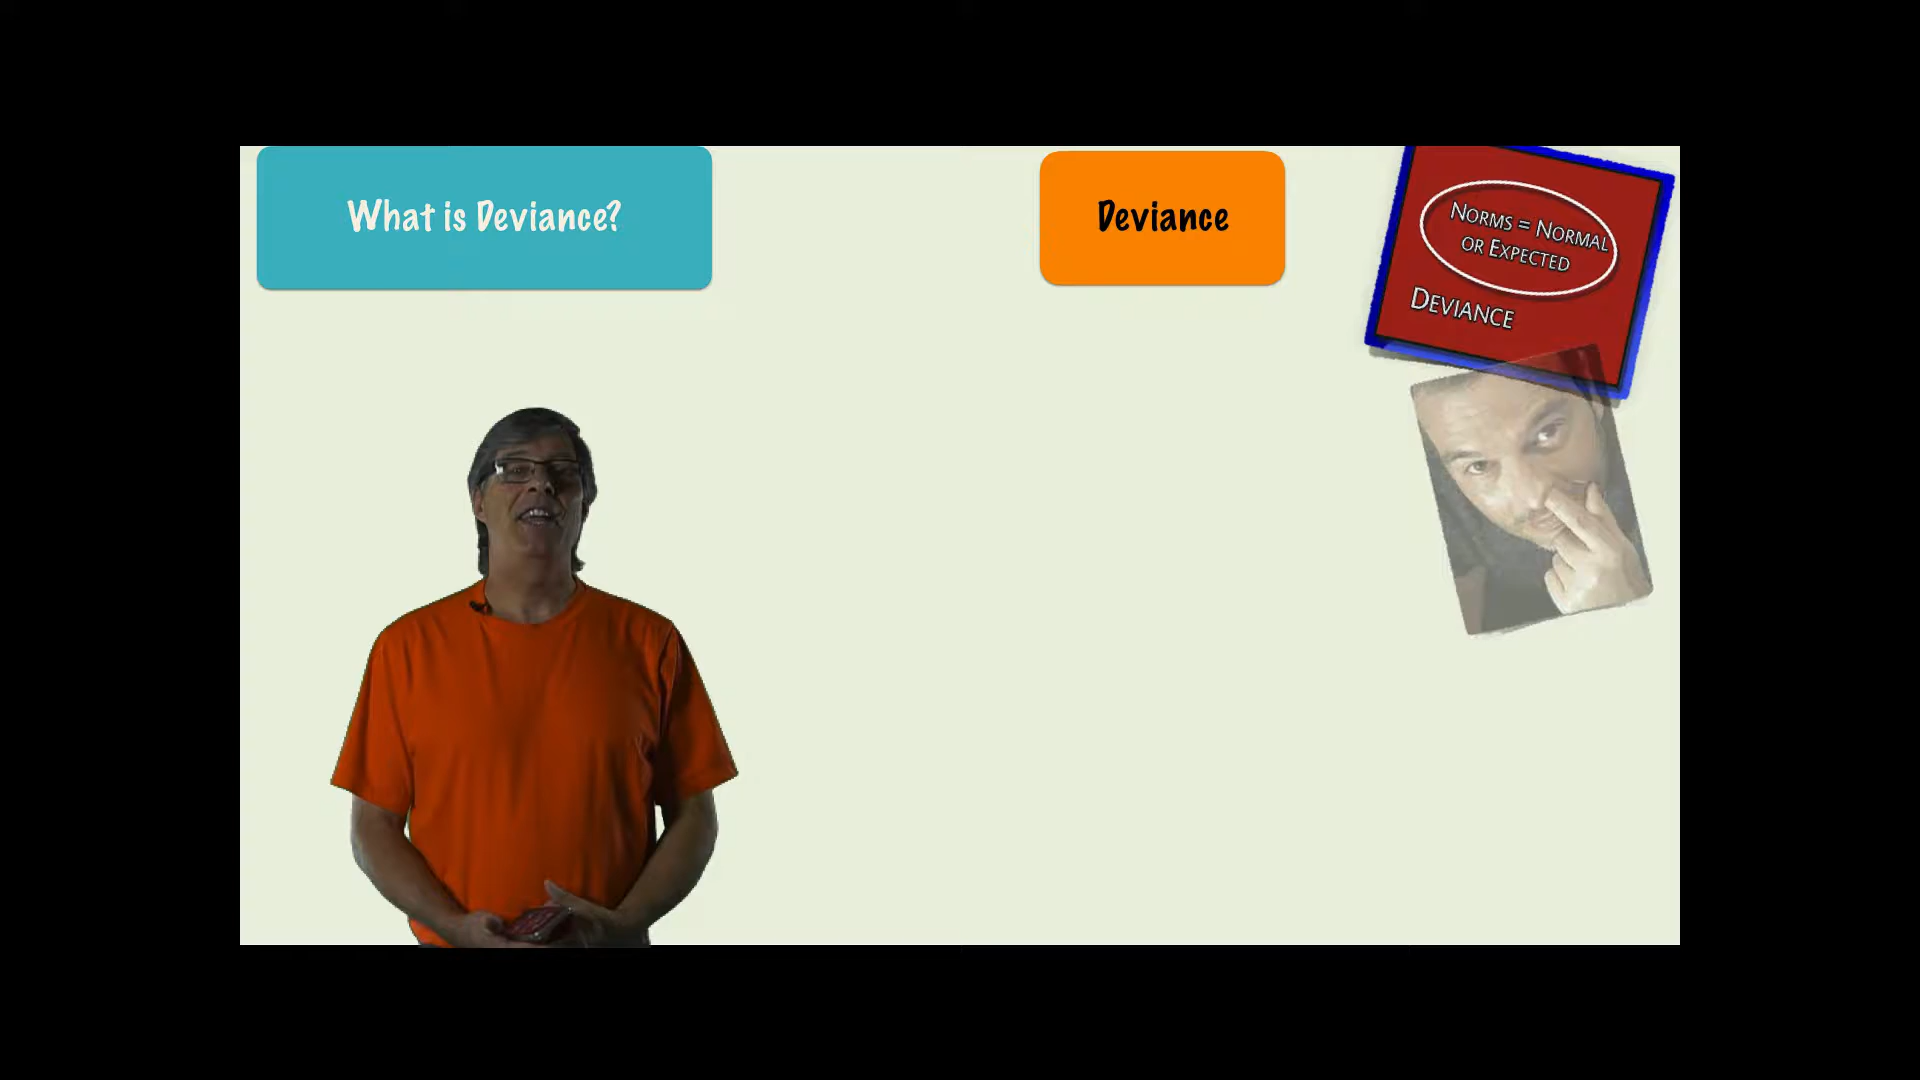 What is Deviance?
Deviance
NORMS = NORMAL
OR EXPECTED
DEVIANCE